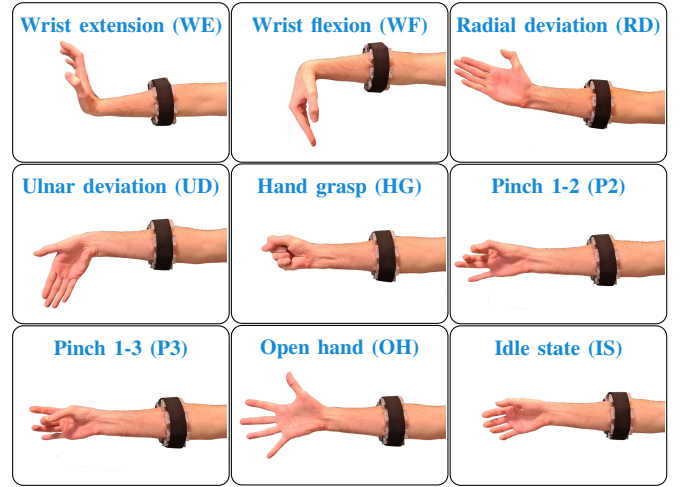 Wrist extension (WE)
Wrist flexion (WF)
Radial deviation (RD)
Ulnar deviation (UD)
Hand grasp (HG)
Pinch 1-2 (P2)
Pinch 1-3 (P3)
Open hand (OH)
Idle state (IS)